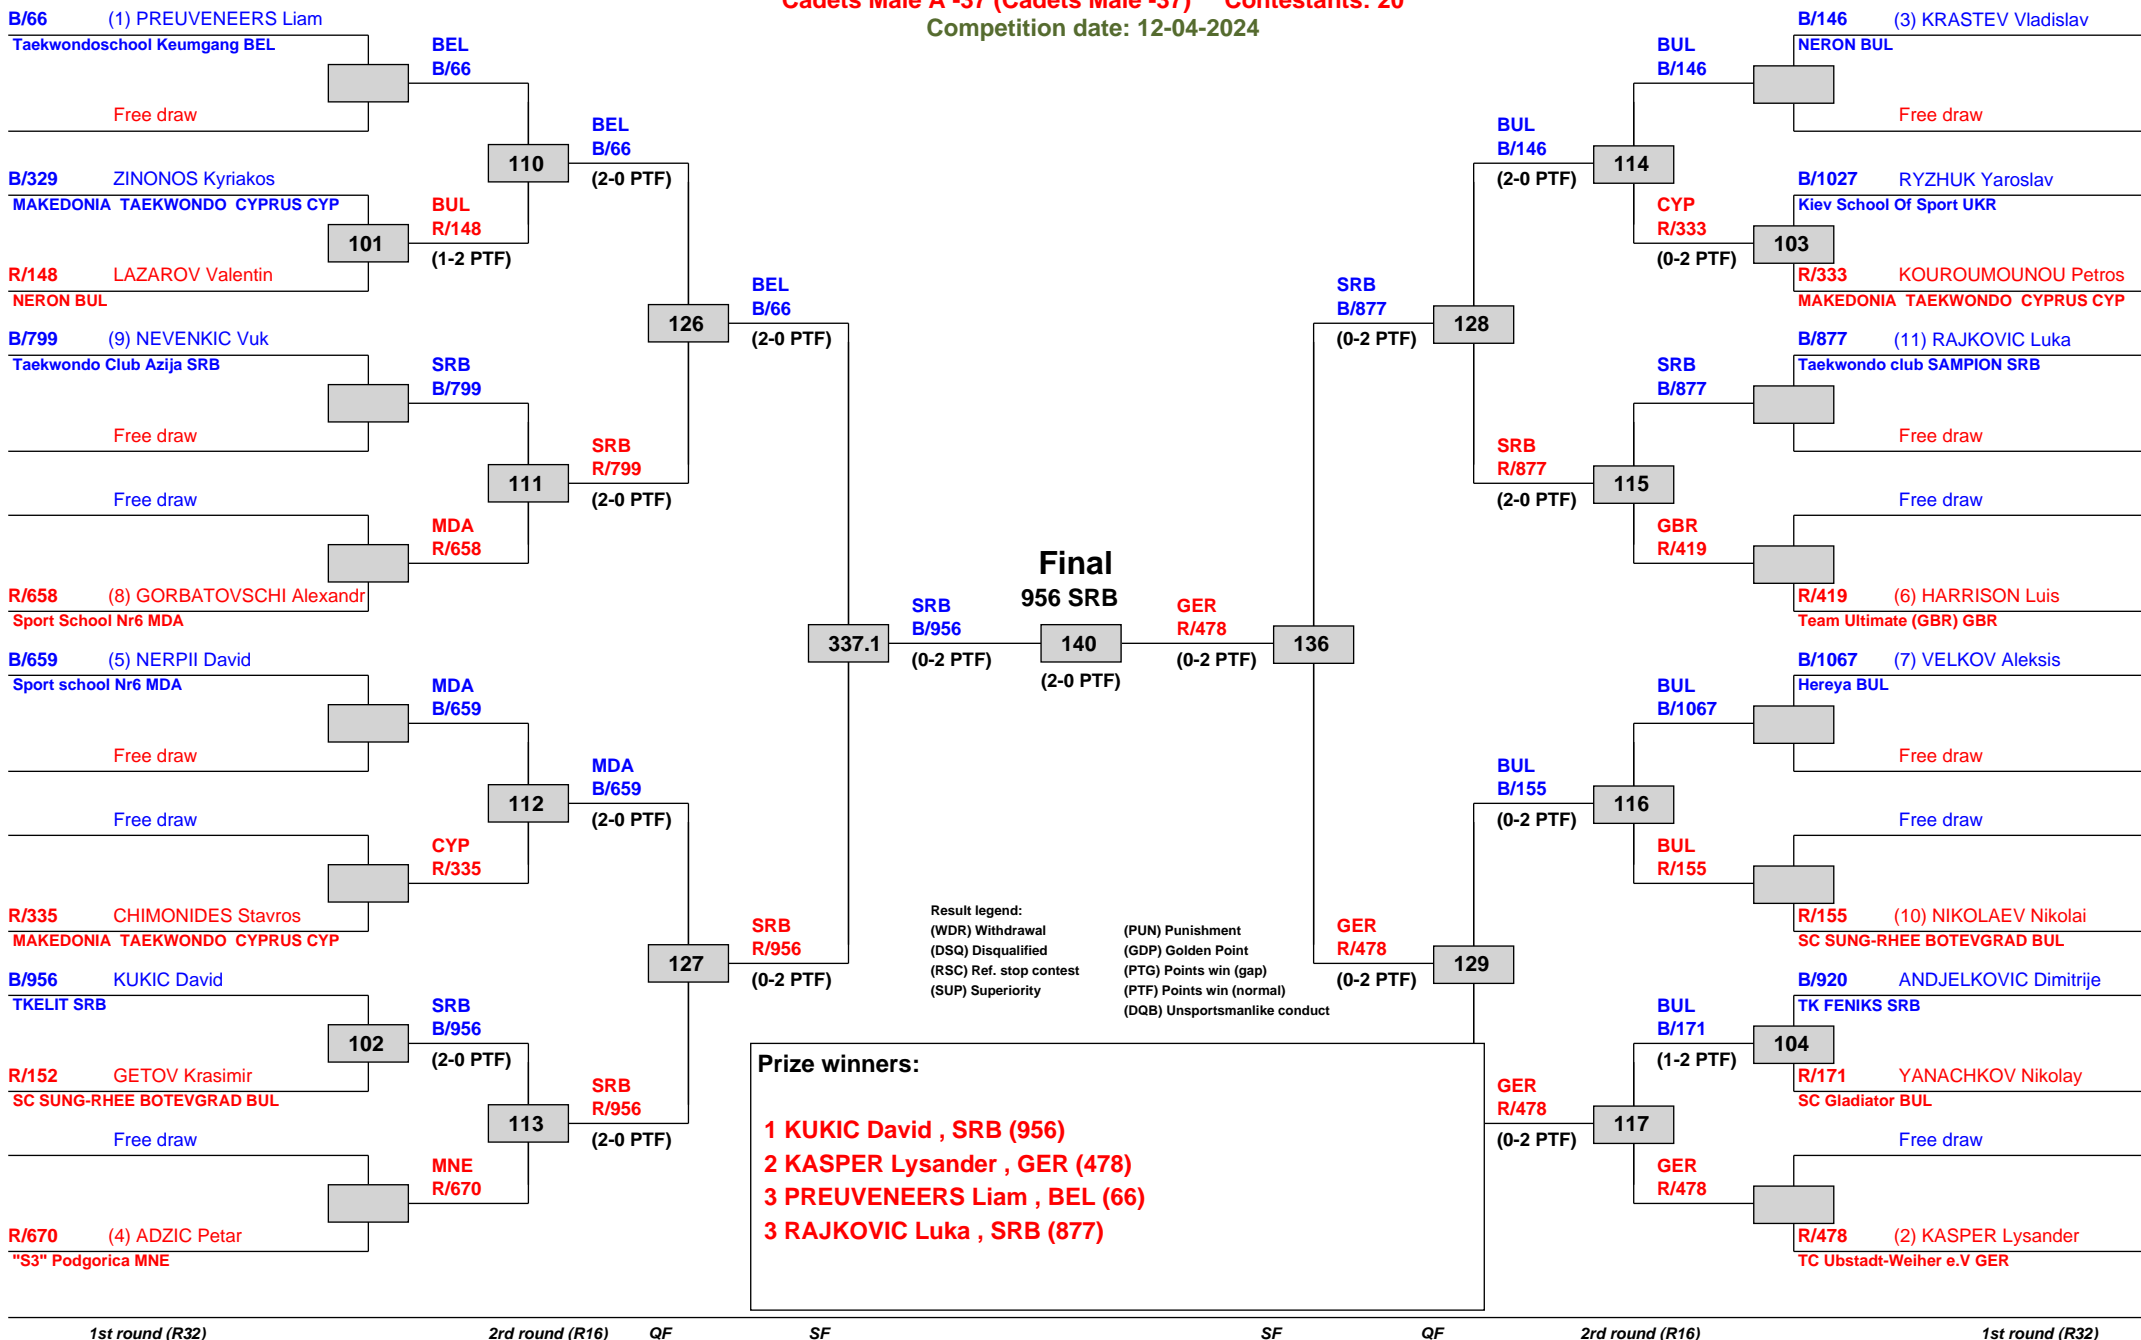 Cadets Male A -37 (Cadets Male -37) Contestants: 20
Competition date: 12-04-2024
B/66 (1) PREUVENEERS Liam
Taekwondoschool Keumgang BEL
Free draw
BEL
B/66
B/329 ZINONOS Kyriakos
MAKEDONIA TAEKWONDO CYPRUS CYP
101
R/148 LAZAROV Valentin
NERON BUL
BUL
R/148
(1-2 PTF)
110
BEL
B/66
(2-0 PTF)
B/799 (9) NEVENKIC Vuk
Taekwondo Club Azija SRB
Free draw
SRB
B/799
Free draw
R/658 (8) GORBATOVSCHI Alexandr
Sport School Nr6 MDA
MDA
R/658
111
SRB
R/799
(2-0 PTF)
126
BEL
B/66
(2-0 PTF)
B/659 (5) NERPII David
Sport school Nr6 MDA
Free draw
MDA
B/659
Free draw
R/335 CHIMONIDES Stavros
MAKEDONIA TAEKWONDO CYPRUS CYP
CYP
R/335
112
MDA
B/659
(2-0 PTF)
B/956 KUKIC David
TKELIT SRB
102
R/152 GETOV Krasimir
SC SUNG-RHEE BOTEVGRAD BUL
SRB
B/956
(2-0 PTF)
Free draw
R/670 (4) ADZIC Petar
"S3" Podgorica MNE
MNE
R/670
113
SRB
R/956
(2-0 PTF)
127
SRB
R/956
(0-2 PTF)
337.1
SRB
B/956
(0-2 PTF)
Final
956 SRB
140
(2-0 PTF)
GER
R/478
(0-2 PTF)
136
SRB
B/877
(0-2 PTF)
128
BUL
B/146
(2-0 PTF)
114
BUL
B/146
B/146 (3) KRASTEV Vladislav
NERON BUL
Free draw
CYP
R/333
(0-2 PTF)
103
B/1027 RYZHUK Yaroslav
Kiev School Of Sport UKR
R/333 KOUROUMOUNOU Petros
MAKEDONIA TAEKWONDO CYPRUS CYP
SRB
R/877
(2-0 PTF)
115
SRB
B/877
B/877 (11) RAJKOVIC Luka
Taekwondo club SAMPION SRB
Free draw
GBR
R/419
Free draw
R/419 (6) HARRISON Luis
Team Ultimate (GBR) GBR
GER
R/478
(0-2 PTF)
129
BUL
B/155
(0-2 PTF)
116
BUL
B/1067
B/1067 (7) VELKOV Aleksis
Hereya BUL
Free draw
BUL
R/155
Free draw
R/155 (10) NIKOLAEV Nikolai
SC SUNG-RHEE BOTEVGRAD BUL
GER
R/478
(0-2 PTF)
117
BUL
B/171
(1-2 PTF)
104
B/920 ANDJELKOVIC Dimitrije
TK FENIKS SRB
R/171 YANACHKOV Nikolay
SC Gladiator BUL
GER
R/478
Free draw
R/478 (2) KASPER Lysander
TC Ubstadt-Weiher e.V GER
Result legend:
(WDR) Withdrawal (PUN) Punishment
(DSQ) Disqualified (GDP) Golden Point
(RSC) Ref. stop contest (PTG) Points win (gap)
(SUP) Superiority (PTF) Points win (normal)
(DQB) Unsportsmanlike conduct
Prize winners:
1 KUKIC David , SRB (956)
2 KASPER Lysander , GER (478)
3 PREUVENEERS Liam , BEL (66)
3 RAJKOVIC Luka , SRB (877)
1st round (R32) 2rd round (R16) QF SF SF QF 2rd round (R16) 1st round (R32)